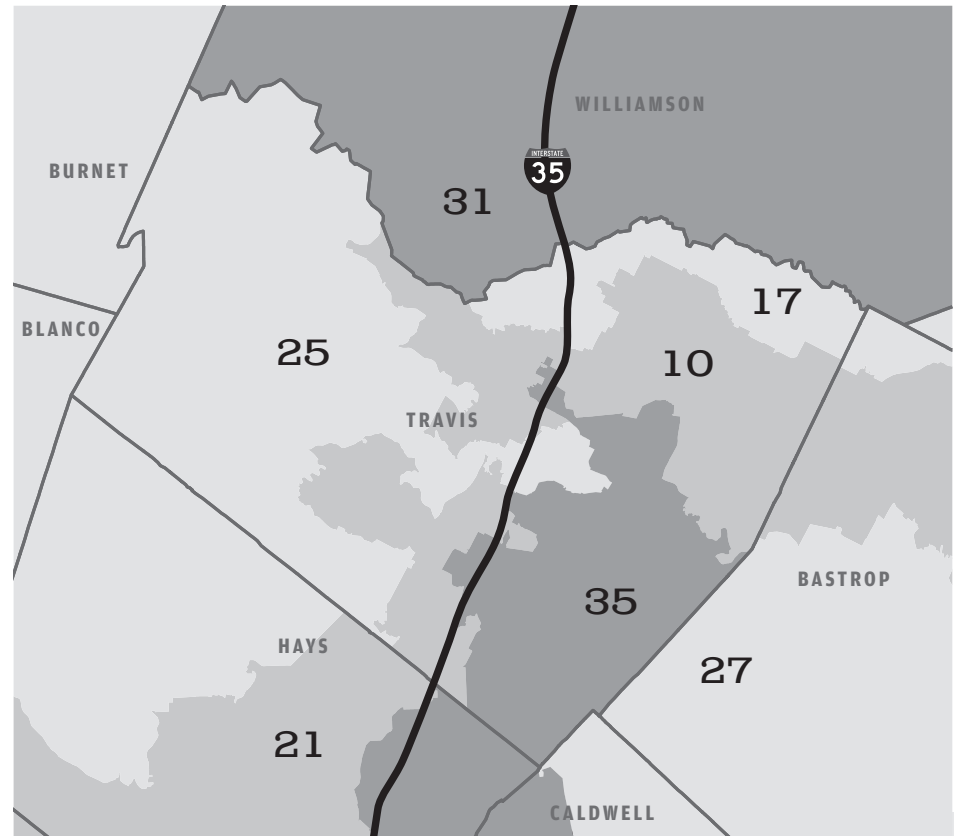 WILLIAMSON
INTERSTATE
35
BURNET
31
17
BLANCO
25
10
TRAVIS
BASTROP
35
HAYS
27
21
CALDWELL